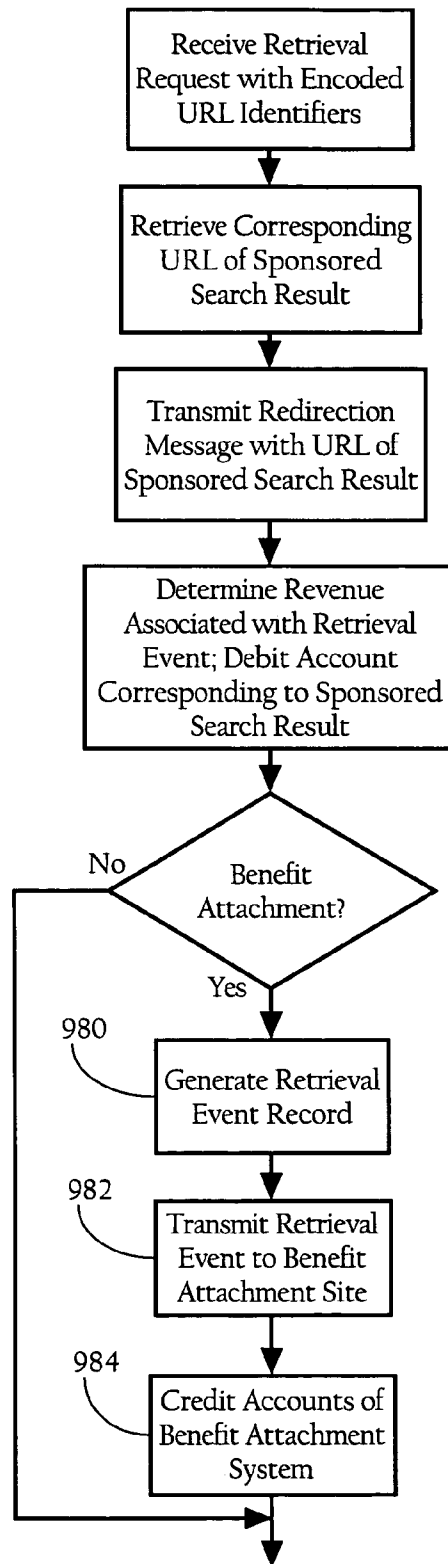 Receive Retrieval
Request with Encoded
URL Identifiers
Retrieve Corresponding
URL of Sponsored
Search Result
Transmit Redirection
Message with URL of
Sponsored Search Result
Determine Revenue
Associated with Retrieval
Event; Debit Account
Corresponding to Sponsored
Search Result
No
Benefit
Attachment?
Yes
980
Generate Retrieval
Event Record
982
Transmit Retrieval
Event to Benefit
Attachment Site
984
Credit Accounts of
Benefit Attachment
System